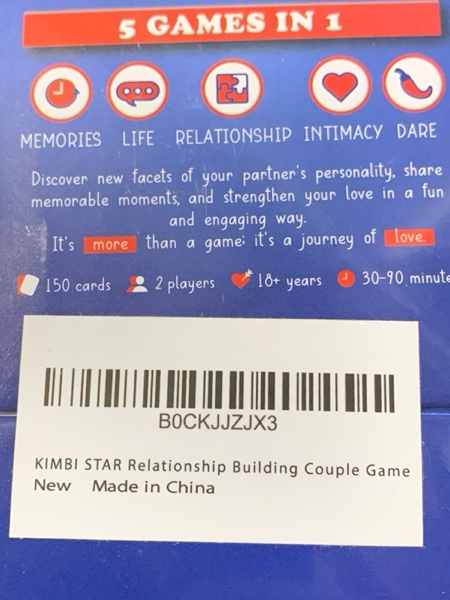 5 GAMES IN 1
MEMORIES LIFE RELATIONSHIP INTIMACY DARE
Discover new facets of your partner's personality, share
memorable moments, and strengthen your love in a fun
and engaging way.
It's more than a game; it's a journey of love.
150 cards 2 players 18+ years 30-90 minute
B0CKJJZJX3
KIMBI STAR Relationship Building Couple Game
New Made in China